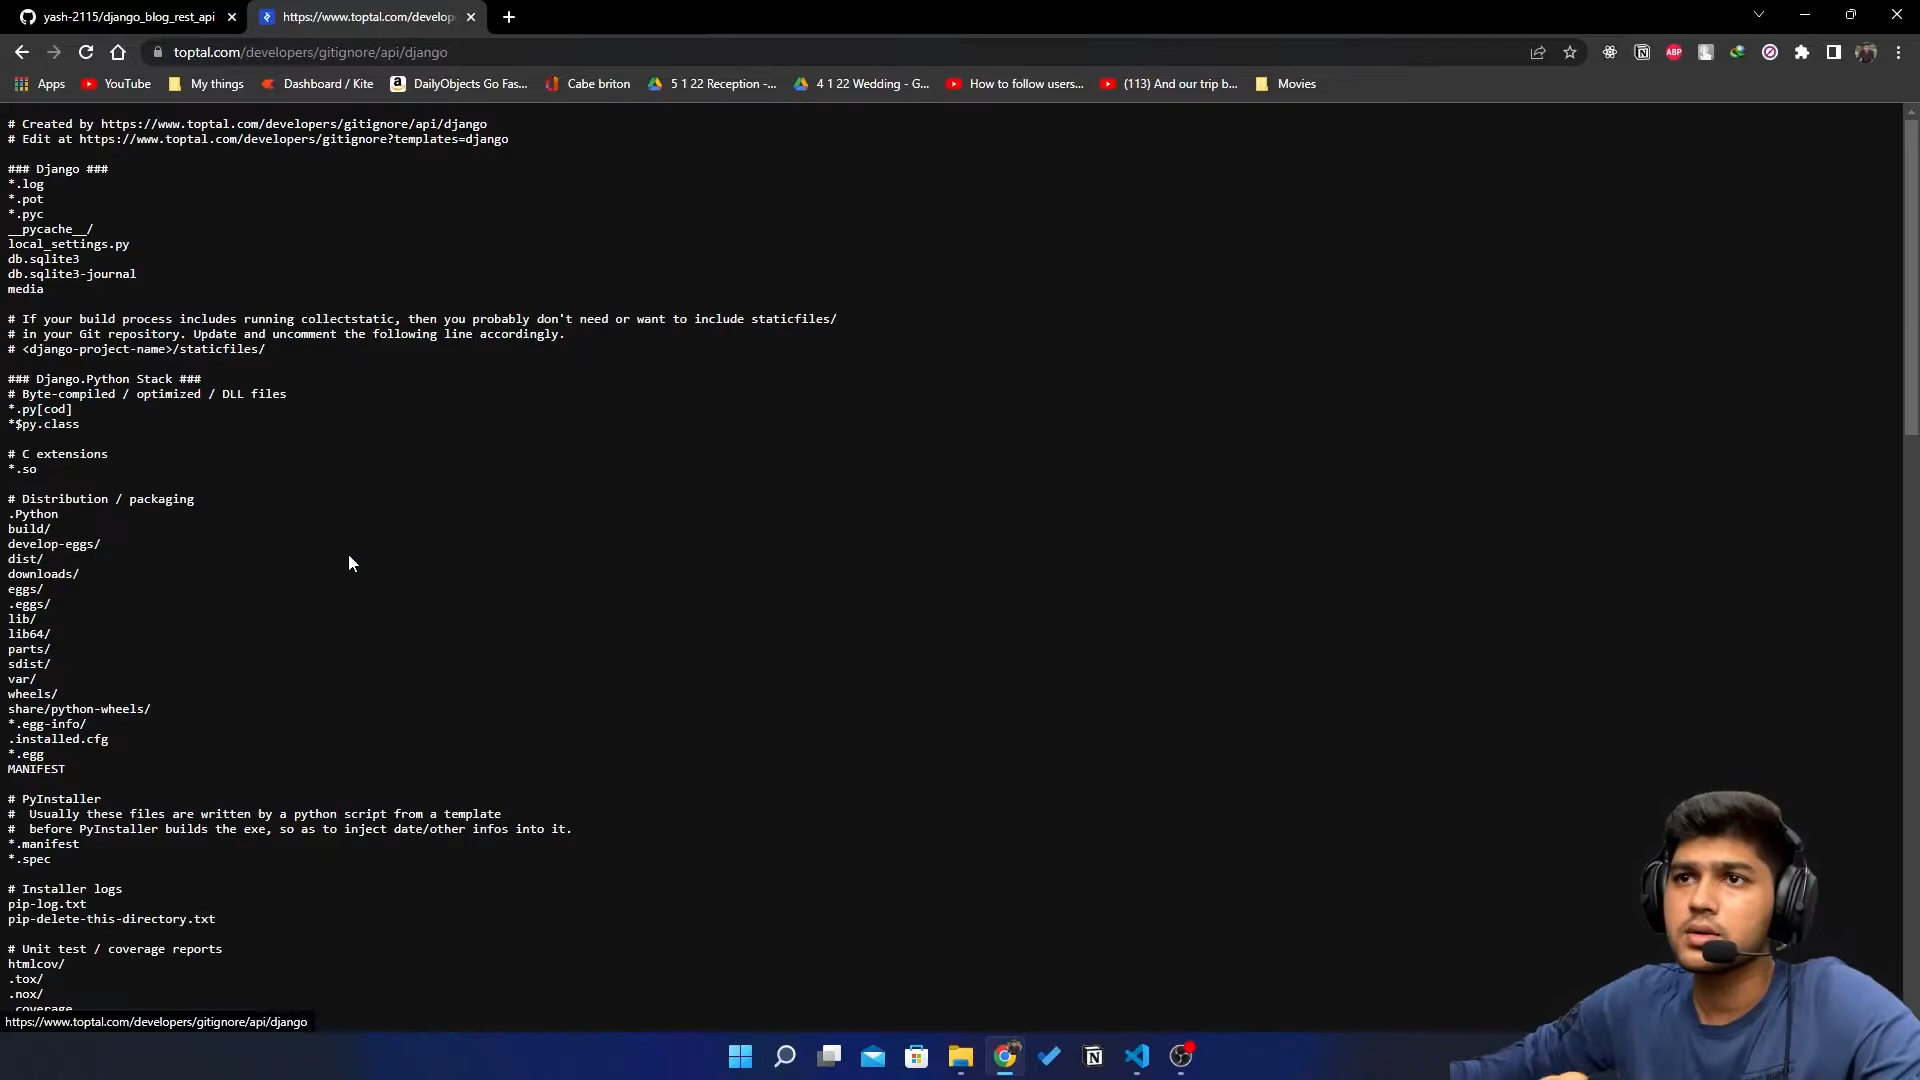 yash-2115/django_blog_rest_api
https://www.toptal.com/develop
toptal.com/developers/gitignore/api/django
ABP
Apps
YouTube
My things
Dashboard / Kite
DailyObjects Go Fas...
Cabe briton
5 1 22 Reception -...
4 1 22 Wedding - G...
How to follow users...
(113) And our trip b...
Movies
# Created by https://www.toptal.com/developers/gitignore/api/django
# Edit at https://www.toptal.com/developers/gitignore?templates=django
### Django ###
*.log
*.pot
*.pyc
__pycache__/
local_settings.py
db.sqlite3
db.sqlite3-journal
media
# If your build process includes running collectstatic, then you probably don't need or want to include staticfiles/
# in your Git repository. Update and uncomment the following line accordingly.
# <django-project-name>/staticfiles/
### Django.Python Stack ###
# Byte-compiled / optimized / DLL files
*.py[cod]
*$py.class
# C extensions
*.so
# Distribution / packaging
.Python
build/
develop-eggs/
dist/
downloads/
eggs/
.eggs/
lib/
lib64/
parts/
sdist/
var/
wheels/
share/python-wheels/
*.egg-info/
.installed.cfg
*.egg
MANIFEST
# PyInstaller
#  Usually these files are written by a python script from a template
#  before PyInstaller builds the exe, so as to inject date/other infos into it.
*.manifest
*.spec
# Installer logs
pip-log.txt
pip-delete-this-directory.txt
# Unit test / coverage reports
htmlcov/
.tox/
.nox/
.coverage
https://www.toptal.com/developers/gitignore/api/django